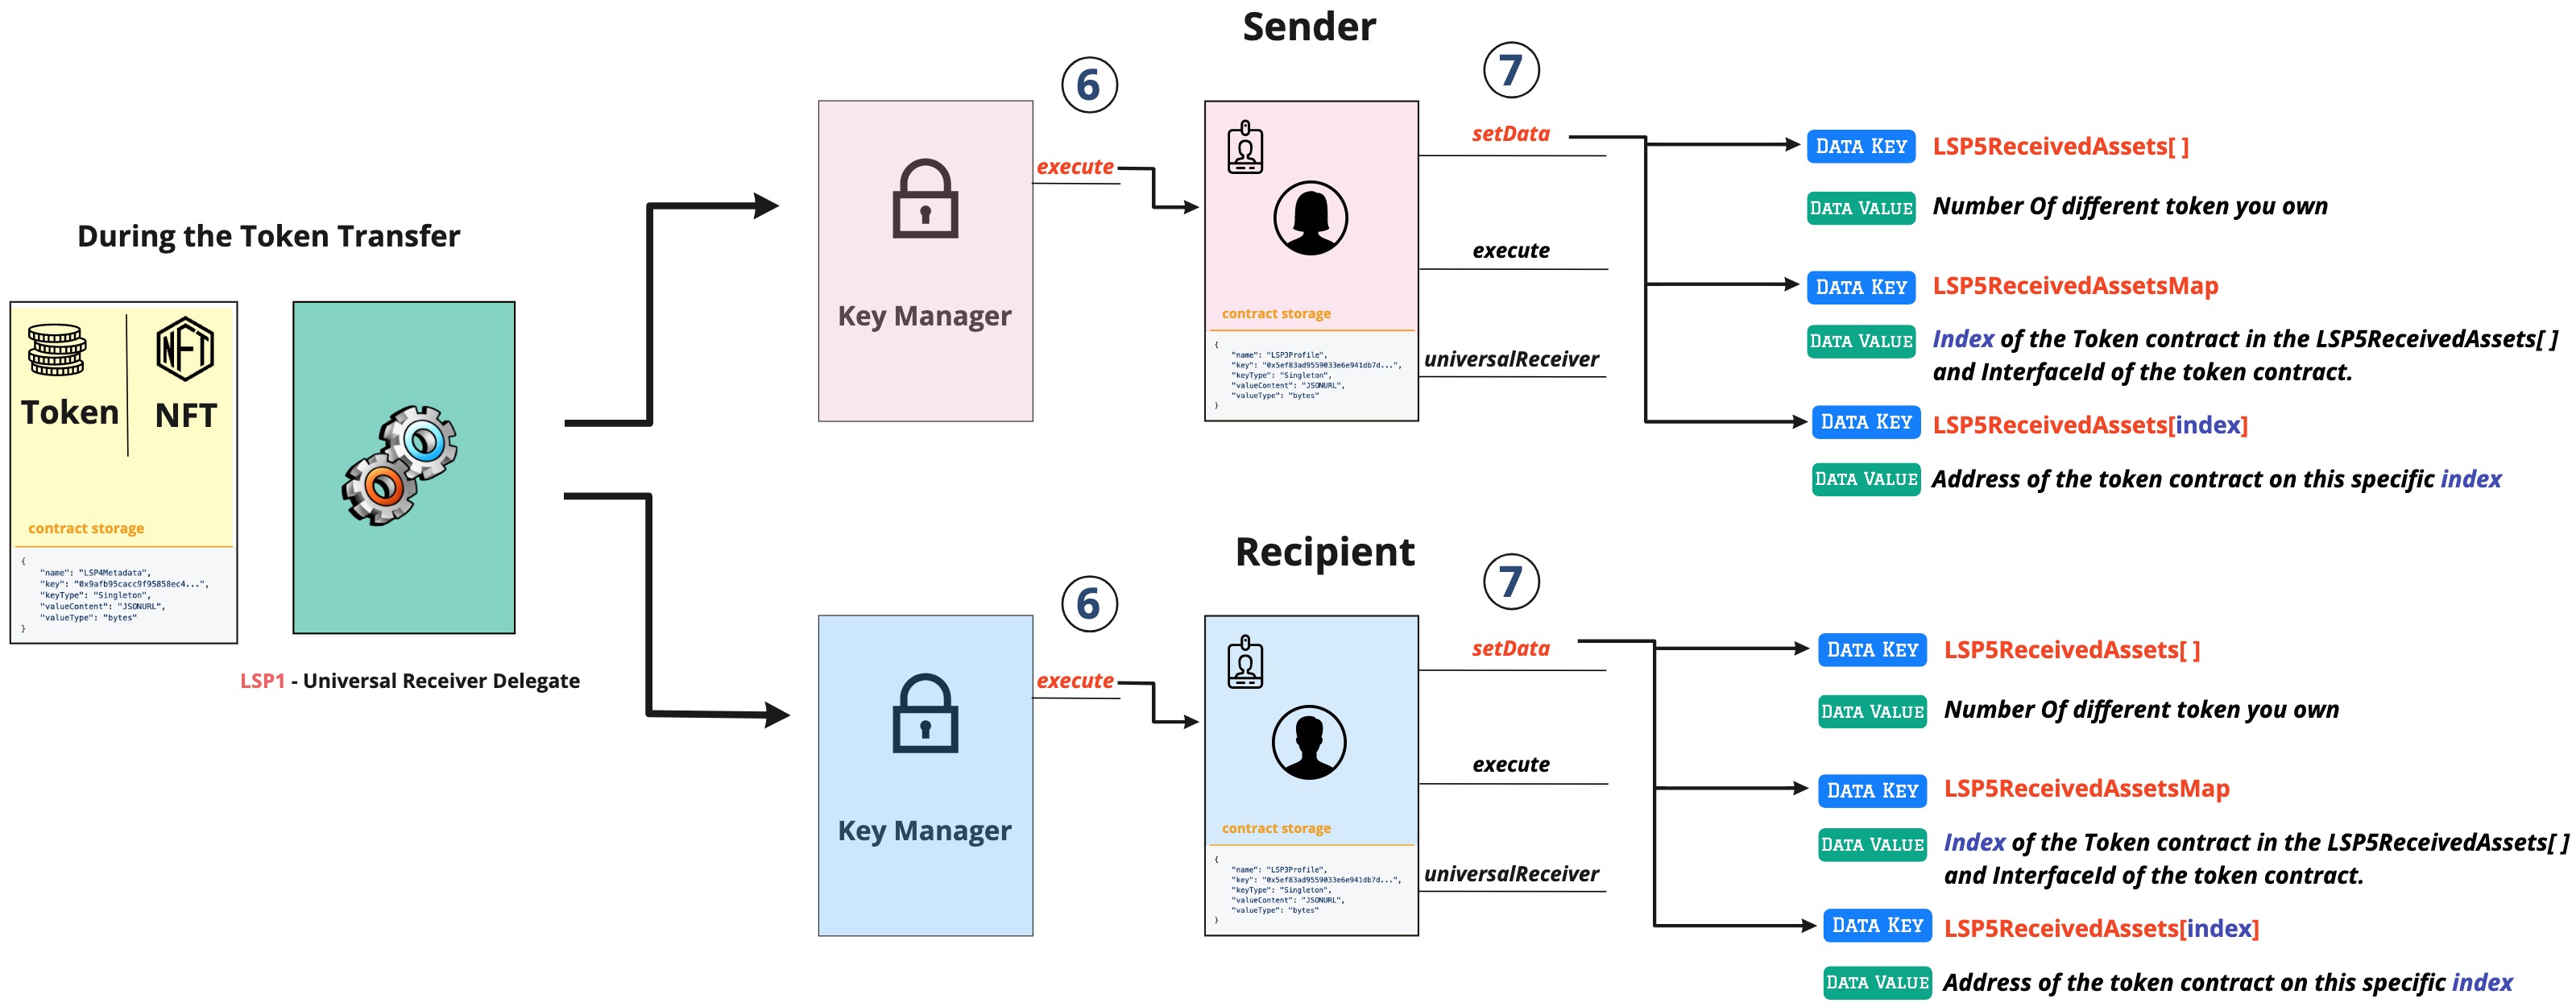 During the Token Transfer
Token
NFT
contract storage
{
"name": "LSP4Metadata",
"key": "0x9afb95cacc9f95858ec4...",
"keyType": "Singleton",
"valueContent": "JSONURL",
"valueType": "bytes"
}
LSP1 - Universal Receiver Delegate
Sender
6
7
Key Manager
execute
contract storage
{
"name": "LSP3Profile",
"key": "0x5ef83ad9559033e6e941db7d...",
"keyType": "Singleton",
"valueContent": "JSONURL",
"valueType": "bytes"
}
setData
execute
universalReceiver
DATA KEY LSP5ReceivedAssets[ ]
DATA VALUE Number Of different token you own
DATA KEY LSP5ReceivedAssetsMap
DATA VALUE Index of the Token contract in the LSP5ReceivedAssets[ ]
and InterfaceId of the token contract.
DATA KEY LSP5ReceivedAssets[index]
DATA VALUE Address of the token contract on this specific index
Recipient
6
7
Key Manager
execute
contract storage
{
"name": "LSP3Profile",
"key": "0x5ef83ad9559033e6e941db7d...",
"keyType": "Singleton",
"valueContent": "JSONURL",
"valueType": "bytes"
}
setData
execute
universalReceiver
DATA KEY LSP5ReceivedAssets[ ]
DATA VALUE Number Of different token you own
DATA KEY LSP5ReceivedAssetsMap
DATA VALUE Index of the Token contract in the LSP5ReceivedAssets[ ]
and InterfaceId of the token contract.
DATA KEY LSP5ReceivedAssets[index]
DATA VALUE Address of the token contract on this specific index